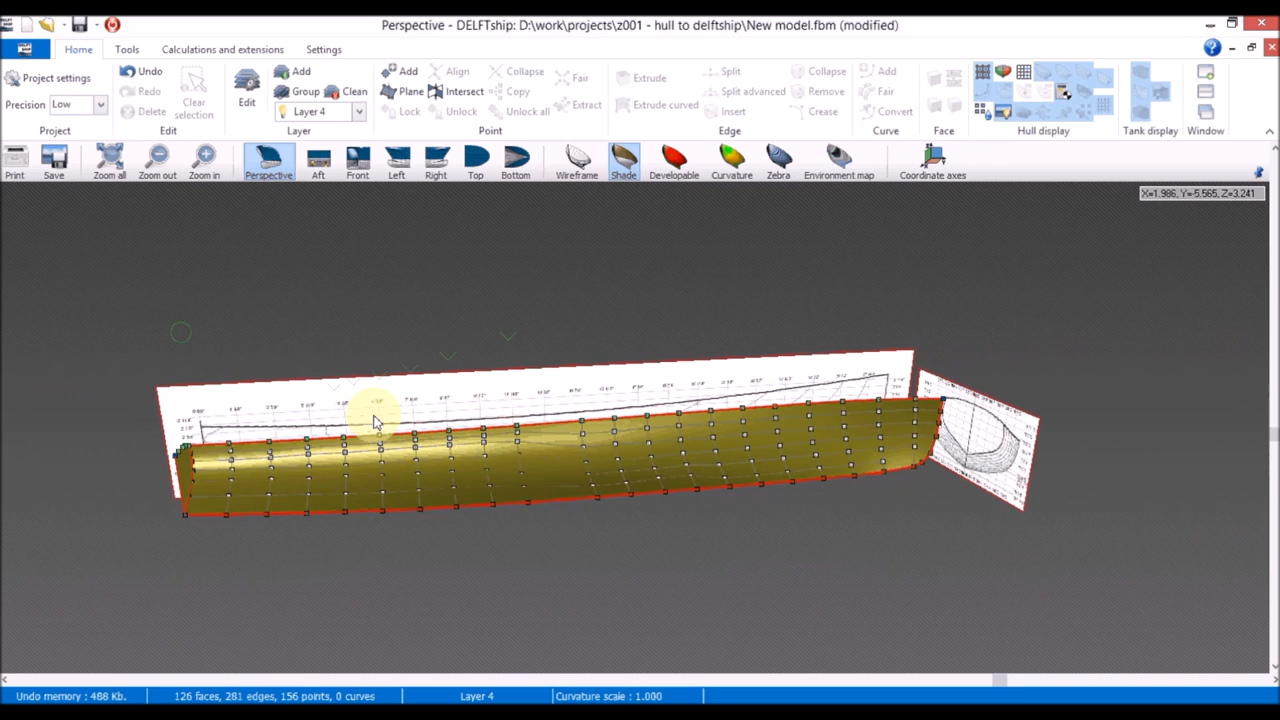 Perspective - DELFTship: D:\work\projects\z001 - hull to delftship\New model.fbm (modified)
Home Tools Calculations and extensions Settings
Project settings Undo Add Add Align Collapse Fair Extrude Split Collapse Add
Precision Low Redo Clear selection Edit Group Clean Plane Intersect Copy Split advanced Remove Fair
Delete Layer 4 Lock Unlock Unlock all Extract Extrude curved Insert Crease Convert
Project Edit Layer Point Edge Curve Face Hull display Tank display Window
Print Save Zoom all Zoom out Zoom in Perspective Aft Front Left Right Top Bottom Wireframe Shade Developable Curvature Zebra Environment map Coordinate axes
X=1.986, Y=-5.565, Z=3.241
Undo memory : 488 Kb. 126 faces, 281 edges, 156 points, 0 curves Layer 4 Curvature scale : 1.000